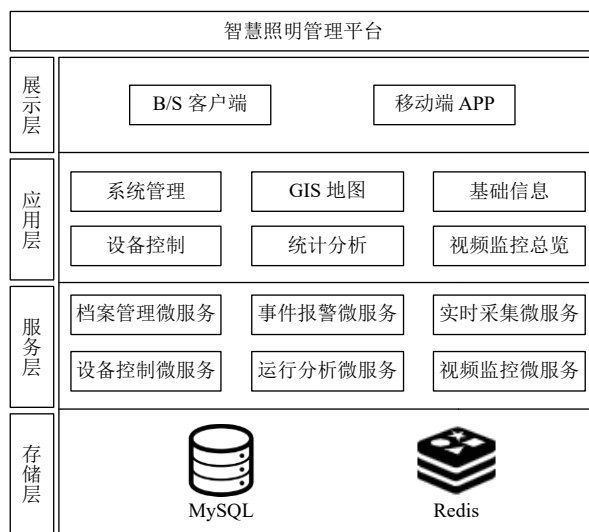 智慧照明管理平台
展示层
B/S 客户端
移动端 APP
应用层
系统管理
GIS 地图
基础信息
设备控制
统计分析
视频监控总览
服务层
档案管理微服务
事件报警微服务
实时采集微服务
设备控制微服务
运行分析微服务
视频监控微服务
存储层
MySQL
Redis